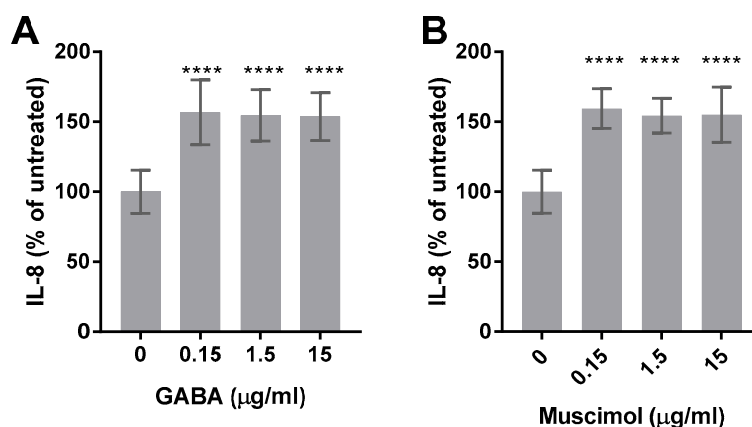 A
IL-8 (% of untreated)
200
150
100
50
0
**** **** ****
0 0.15 1.5 15
GABA (μg/ml)
B
IL-8 (% of untreated)
200
150
100
50
0
**** **** ****
0 0.15 1.5 15
Muscimol (μg/ml)